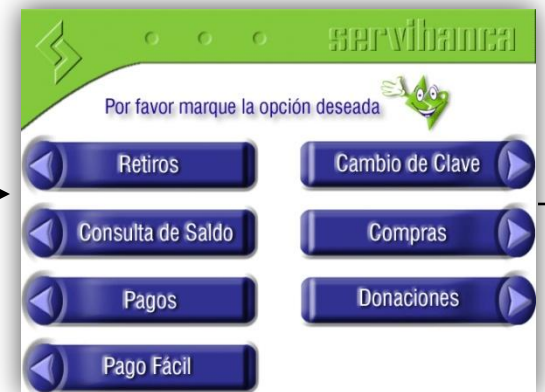 servibanca
Por favor marque la opción deseada
Retiros
Cambio de Clave
Consulta de Saldo
Compras
Pagos
Donaciones
Pago Fácil